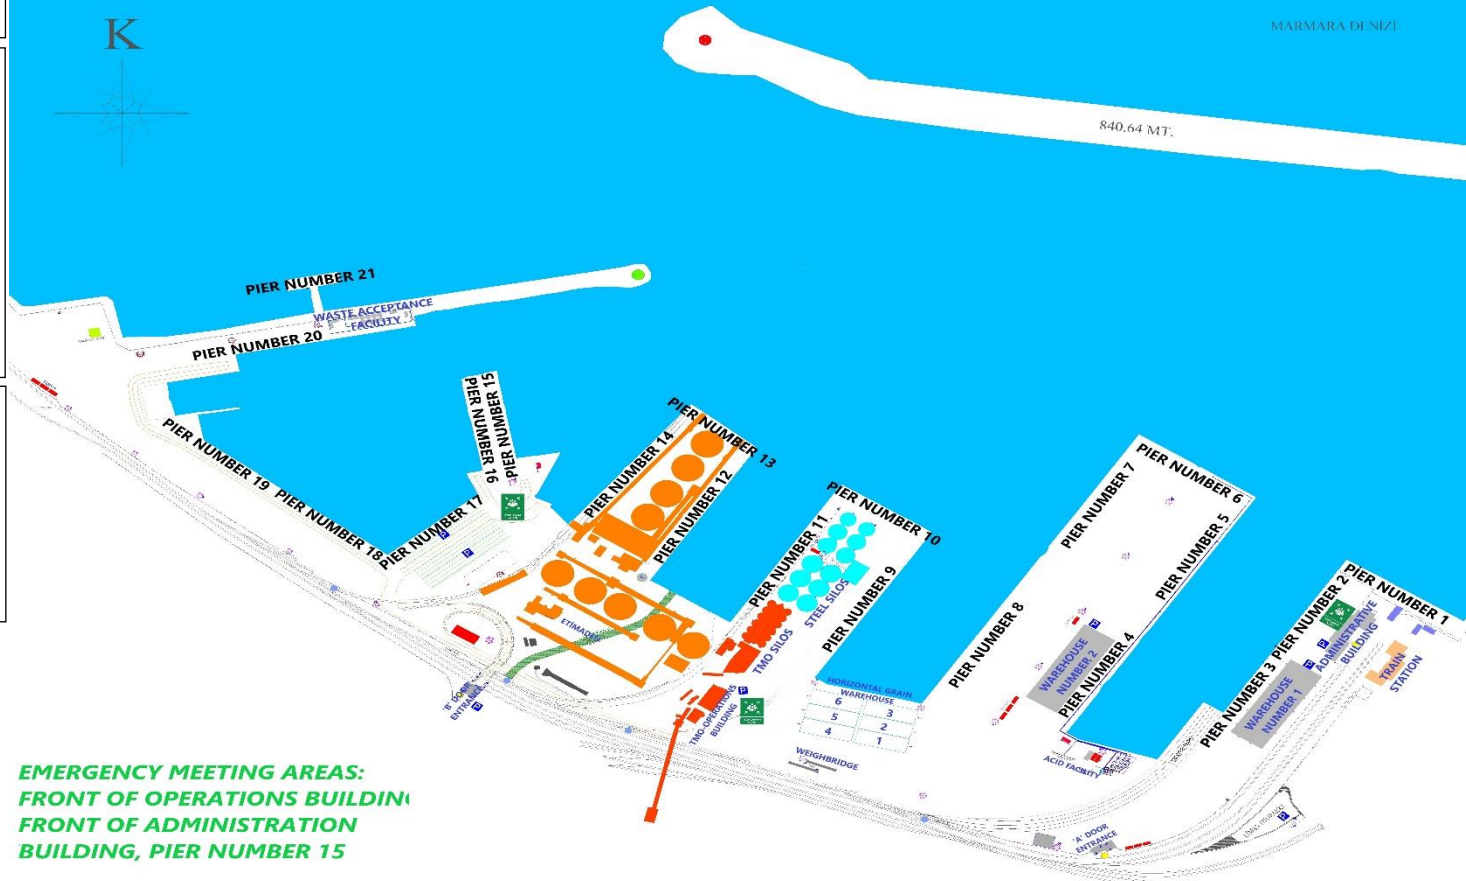 K
MARMARA DENİZİ
840.64 MT.
PIER NUMBER 21
WASTE ACCEPTANCE
FACILITY
PIER NUMBER 20
PIER NUMBER 19
PIER NUMBER 18
PIER NUMBER 17
PIER NUMBER 16
PIER NUMBER 15
PIER NUMBER 14
PIER NUMBER 13
PIER NUMBER 12
PIER NUMBER 11
PIER NUMBER 10
PIER NUMBER 9
PIER NUMBER 8
PIER NUMBER 7
PIER NUMBER 6
PIER NUMBER 5
PIER NUMBER 4
PIER NUMBER 3
PIER NUMBER 2
PIER NUMBER 1
ETİMADEN
'B' DOOR
ENTRANCE
TMO SILOS
STEEL SILOS
TMO-OPERATIONS
BUILDING
HORIZONTAL GRAIN
WAREHOUSE
6 3
5 2
4 1
WEIGHBRIDGE
WAREHOUSE
NUMBER 2
ACID FACILITY
WAREHOUSE
NUMBER 1
ADMINISTRATIVE
BUILDING
TRAIN
STATION
'A' DOOR
ENTRANCE
EMERGENCY MEETING AREAS:
FRONT OF OPERATIONS BUILDING
FRONT OF ADMINISTRATION
BUILDING, PIER NUMBER 15